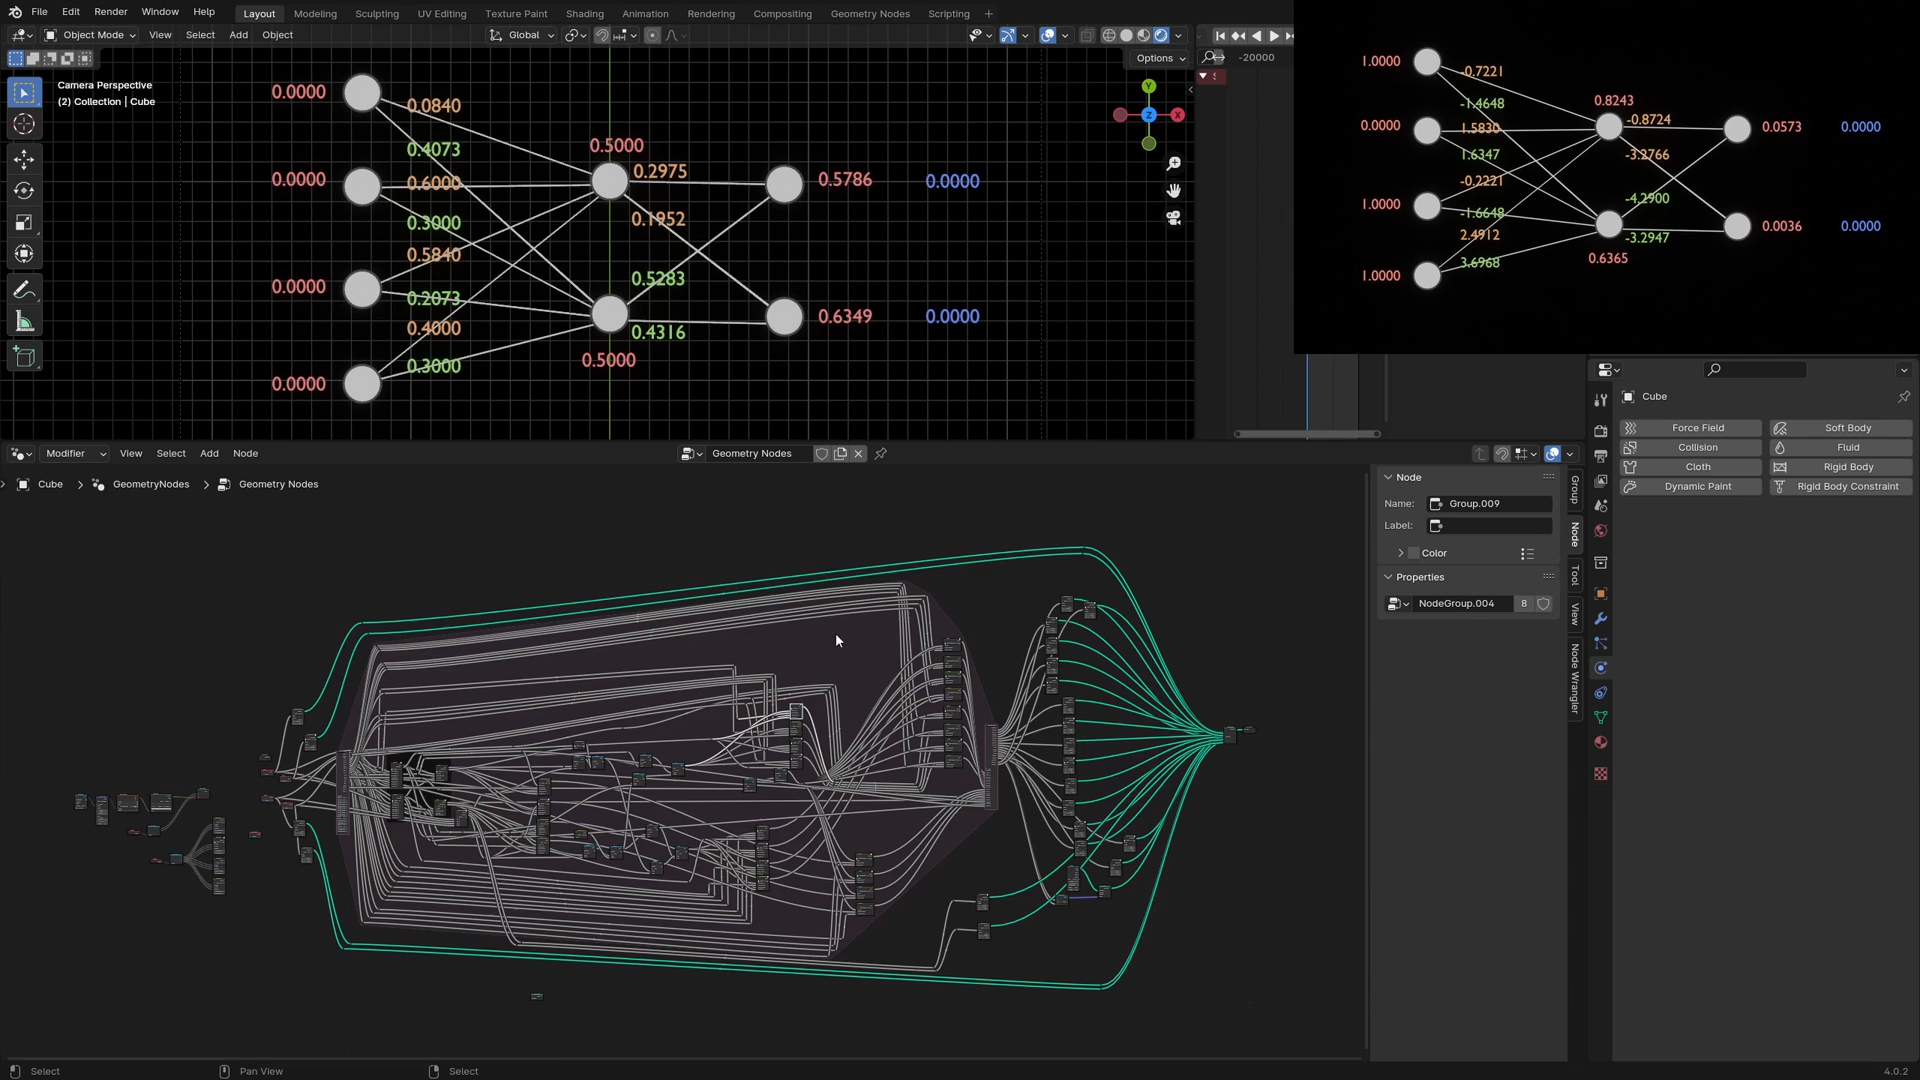 File Edit Render Window Help Layout Modeling Sculpting UV Editing Texture Paint Shading Animation Rendering Compositing Geometry Nodes Scripting +
Object Mode View Select Add Object Global
Options -20000
Camera Perspective
(2) Collection | Cube
Y
Z X
0.0000 0.0840
0.4073 0.5000
0.0000 0.6000 0.2975 0.5786 0.0000
0.3000 0.1952
0.5840
0.0000 0.2073 0.5283
0.4000 0.4316 0.6349 0.0000
0.3000 0.5000
0.0000
1.0000 -0.7221
-1.4648 0.8243
0.0000 1.5830 -0.8724 0.0573 0.0000
1.6347 -3.2766
-0.2221
1.0000 -1.6648 -4.2900
2.4912 -3.2947 0.0036 0.0000
3.6968 0.6365
1.0000
Cube
Force Field Soft Body
Collision Fluid
Cloth Rigid Body
Dynamic Paint Rigid Body Constraint
Modifier View Select Add Node Geometry Nodes
Cube > GeometryNodes > Geometry Nodes
Node
Name: Group.009
Label:
Color
Properties
NodeGroup.004 8
Group
Node
Tool
View
Node Wrangler
Select Pan View Select 4.0.2